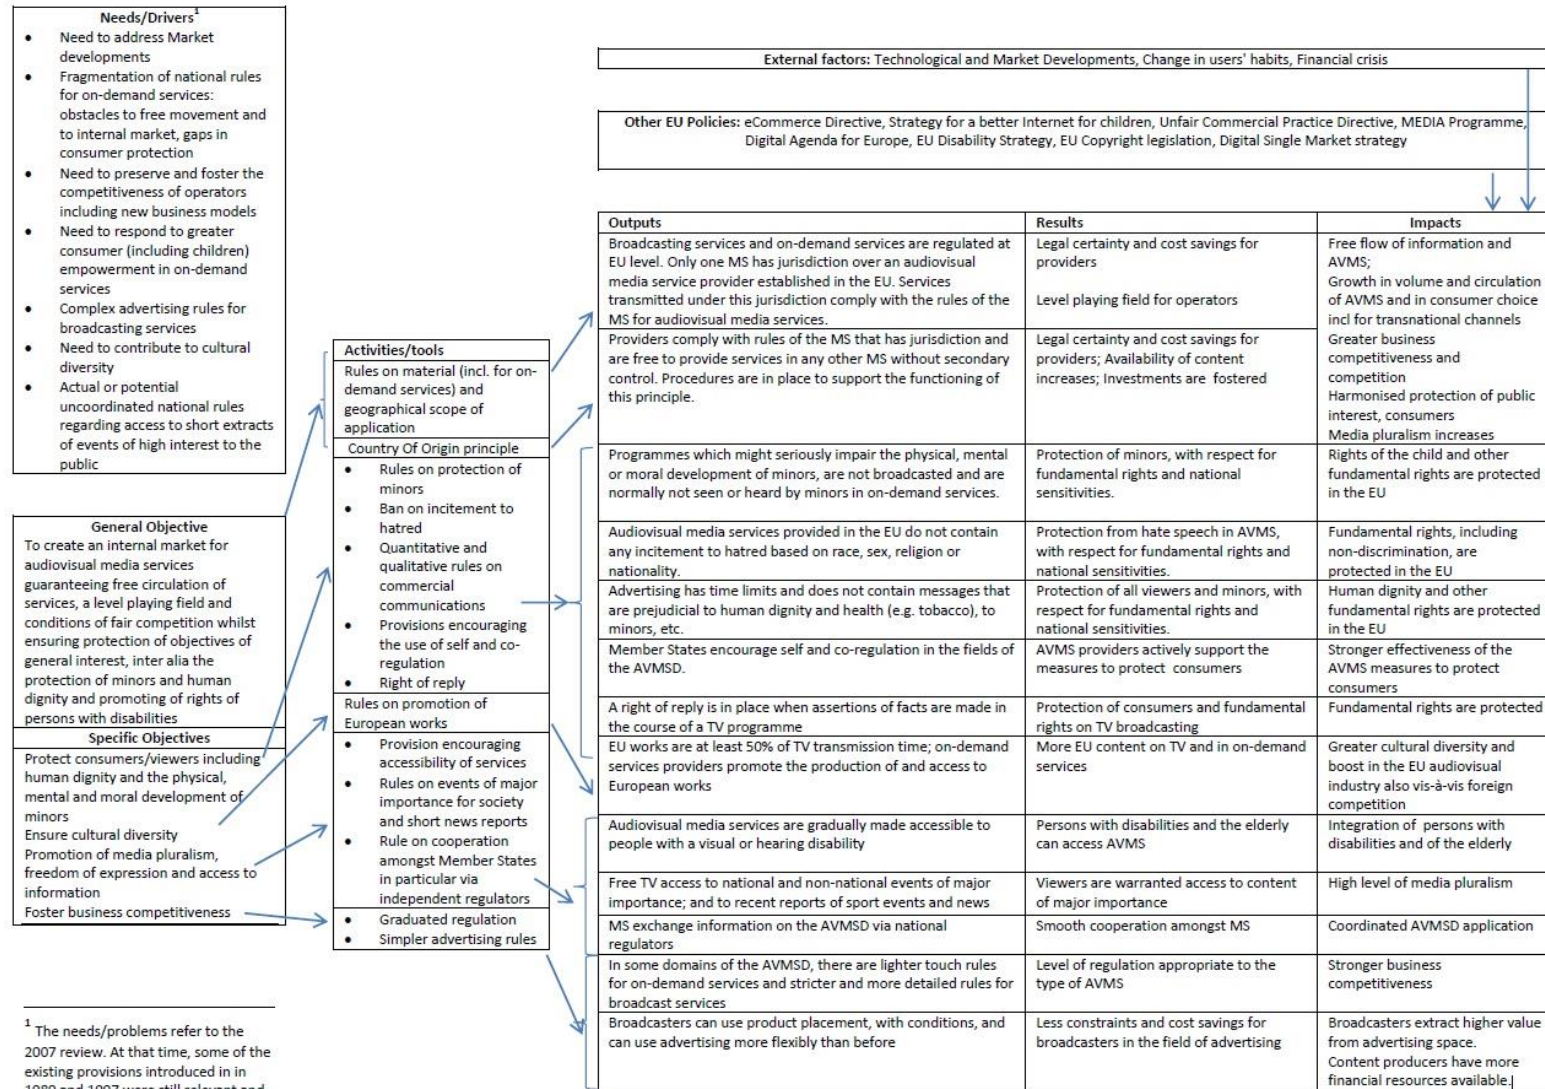 Needs/Drivers1
• Need to address Market
developments
• Fragmentation of national rules
for on-demand services:
obstacles to free movement and
to internal market, gaps in
consumer protection
• Need to preserve and foster the
competitiveness of operators
including new business models
• Need to respond to greater
consumer (including children)
empowerment in on-demand
services
• Complex advertising rules for
broadcasting services
• Need to contribute to cultural
diversity
• Actual or potential
uncoordinated national rules
regarding access to short extracts
of events of high interest to the
public
General Objective
To create an internal market for
audiovisual media services
guaranteeing free circulation of
services, a level playing field and
conditions of fair competition whilst
ensuring protection of objectives of
general interest, inter alia the
protection of minors and human
dignity and promoting of rights of
persons with disabilities
Specific Objectives
Protect consumers/viewers including
human dignity and the physical,
mental and moral development of
minors
Ensure cultural diversity
Promotion of media pluralism,
freedom of expression and access to
information
Foster business competitiveness
1 The needs/problems refer to the
2007 review. At that time, some of the
existing provisions introduced in in
1989 and 1997 were still relevant and
Activities/tools
Rules on material (incl. for on-
demand services) and
geographical scope of
application
Country Of Origin principle
• Rules on protection of
minors
• Ban on incitement to
hatred
• Quantitative and
qualitative rules on
commercial
communications
• Provisions encouraging
the use of self and co-
regulation
• Right of reply
Rules on promotion of
European works
• Provision encouraging
accessibility of services
• Rules on events of major
importance for society
and short news reports
• Rule on cooperation
amongst Member States
in particular via
independent regulators
• Graduated regulation
• Simpler advertising rules
External factors: Technological and Market Developments, Change in users' habits, Financial crisis
Other EU Policies: eCommerce Directive, Strategy for a better Internet for children, Unfair Commercial Practice Directive, MEDIA Programme,
Digital Agenda for Europe, EU Disability Strategy, EU Copyright legislation, Digital Single Market strategy
Outputs
Results
Impacts
Broadcasting services and on-demand services are regulated at
EU level. Only one MS has jurisdiction over an audiovisual
media service provider established in the EU. Services
transmitted under this jurisdiction comply with the rules of the
MS for audiovisual media services.
Legal certainty and cost savings for
providers
Level playing field for operators
Free flow of information and
AVMS;
Growth in volume and circulation
of AVMS and in consumer choice
incl for transnational channels
Greater business
competitiveness and
competition
Harmonised protection of public
interest, consumers
Media pluralism increases
Providers comply with rules of the MS that has jurisdiction and
are free to provide services in any other MS without secondary
control. Procedures are in place to support the functioning of
this principle.
Legal certainty and cost savings for
providers; Availability of content
increases; Investments are fostered
Programmes which might seriously impair the physical, mental
or moral development of minors, are not broadcasted and are
normally not seen or heard by minors in on-demand services.
Protection of minors, with respect for
fundamental rights and national
sensitivities.
Rights of the child and other
fundamental rights are protected
in the EU
Audiovisual media services provided in the EU do not contain
any incitement to hatred based on race, sex, religion or
nationality.
Protection from hate speech in AVMS,
with respect for fundamental rights and
national sensitivities.
Fundamental rights, including
non-discrimination, are
protected in the EU
Advertising has time limits and does not contain messages that
are prejudicial to human dignity and health (e.g. tobacco), to
minors, etc.
Protection of all viewers and minors, with
respect for fundamental rights and
national sensitivities.
Human dignity and other
fundamental rights are protected
in the EU
Member States encourage self and co-regulation in the fields of
the AVMSD.
AVMS providers actively support the
measures to protect consumers
Stronger effectiveness of the
AVMS measures to protect
consumers
A right of reply is in place when assertions of facts are made in
the course of a TV programme
Protection of consumers and fundamental
rights on TV broadcasting
Fundamental rights are protected
EU works are at least 50% of TV transmission time; on-demand
services providers promote the production of and access to
European works
More EU content on TV and in on-demand
services
Greater cultural diversity and
boost in the EU audiovisual
industry also vis-à-vis foreign
competition
Audiovisual media services are gradually made accessible to
people with a visual or hearing disability
Persons with disabilities and the elderly
can access AVMS
Integration of persons with
disabilities and of the elderly
Free TV access to national and non-national events of major
importance; and to recent reports of sport events and news
Viewers are warranted access to content
of major importance
High level of media pluralism
MS exchange information on the AVMSD via national
regulators
Smooth cooperation amongst MS
Coordinated AVMSD application
In some domains of the AVMSD, there are lighter touch rules
for on-demand services and stricter and more detailed rules for
broadcast services
Level of regulation appropriate to the
type of AVMS
Stronger business
competitiveness
Broadcasters can use product placement, with conditions, and
can use advertising more flexibly than before
Less constraints and cost savings for
broadcasters in the field of advertising
Broadcasters extract higher value
from advertising space.
Content producers have more
financial resources available.